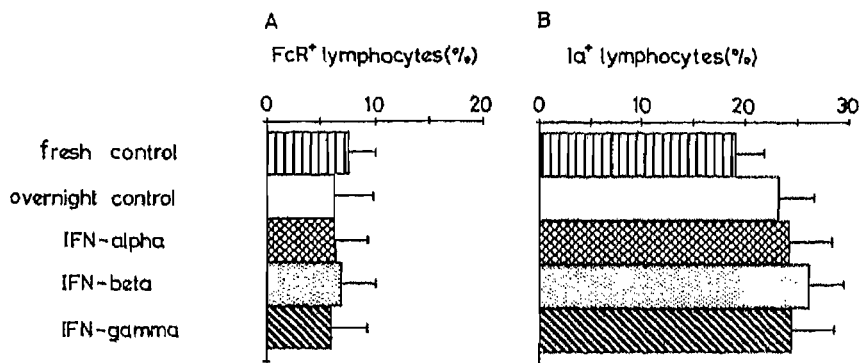 A
B
FcR⁺ lymphocytes(%)
Ia⁺ lymphocytes(%)
0 10 20
0 10 20 30
fresh control
overnight control
IFN-alpha
IFN-beta
IFN-gamma